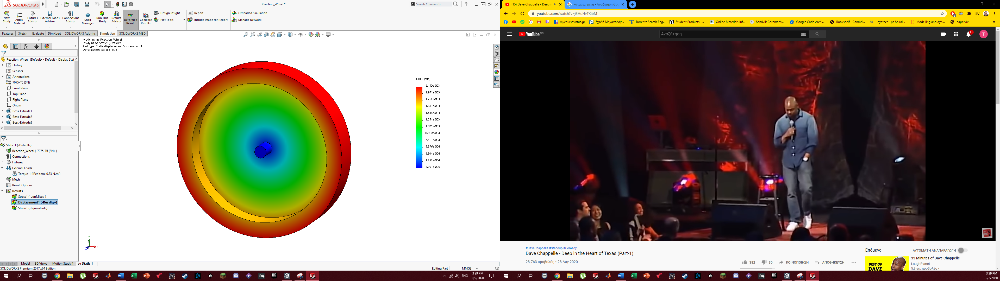 SOLIDWORKS
Reaction_Wheel *
Search Commands
New Study
Apply Material
Fixtures Advisor
External Loads Advisor
Connections Advisor
Shell Manager
Run This Study
Results Advisor
Deformed Result
Compare Results
Design Insight
Plot Tools
Report
Include Image for Report
Offloaded Simulation
Manage Network
Features
Sketch
Evaluate
DimXpert
SOLIDWORKS Add-Ins
Simulation
SOLIDWORKS MBD
Model name:Reaction_Wheel
Study name:Static 1(-Default-)
Plot type: Static displacement Displacement1
Deformation scale: 5115.51
Reaction_Wheel (Default<<Default>_Display Stat
History
Sensors
Annotations
7075-T6 (SN)
Front Plane
Top Plane
Right Plane
Origin
Boss-Extrude1
Boss-Extrude2
Boss-Extrude3
Static 1 (-Default-)
Reaction_Wheel (-7075-T6 (SN)-)
Connections
Fixtures
External Loads
Torque-1 (:Per item: 0.33 N.m:)
Mesh
Result Options
Results
Stress1 (-vonMises-)
Displacement1 (-Res disp-)
Strain1 (-Equivalent-)
URES (mm)
2.150e-003
1.971e-003
1.792e-003
1.613e-003
1.434e-003
1.254e-003
1.075e-003
8.960e-004
7.168e-004
5.376e-004
3.584e-004
1.792e-004
2.951e-009
Y
X
Z
Model
3D Views
Motion Study 1
Static 1
SOLIDWORKS Premium 2017 x64 Edition
Editing Part
MMGS
ENG
3:29 PM
9/2/2020
(15) Dave Chappelle - Deep
κατανεμημένη - Αναζήτηση Goo
youtube.com/watch?v=j3HoHvTKibM
mycourses.ntua.gr
Σχολή Μηχανολόγ...
Torrentz Search Eng...
Student Products -...
Online Materials Inf...
Sandvik Coromant...
Google Code Archi...
Bookshelf - Cambri...
Joyetech 1pc Spiral...
Modelling and dyn...
paper.dvi
YouTube GR
Αναζήτηση
9+
T
#DaveChappelle #Standup #Comedy
Dave Chappelle - Deep in the Heart of Texas (Part-1)
28.763 προβολές • 28 Αυγ 2020
382
30
ΚΟΙΝΟΠΟΙΗΣΗ
ΑΠΟΘΗΚΕΥΣΗ
Επόμενο
ΑΥΤΟΜΑΤΗ ΑΝΑΠΑΡΑΓΩΓΗ
BEST OF
DAVE
33 Minutes of Dave Chappelle
LaughPlanet
5,9 εκ. προβολές •
3:29 PM
9/2/2020